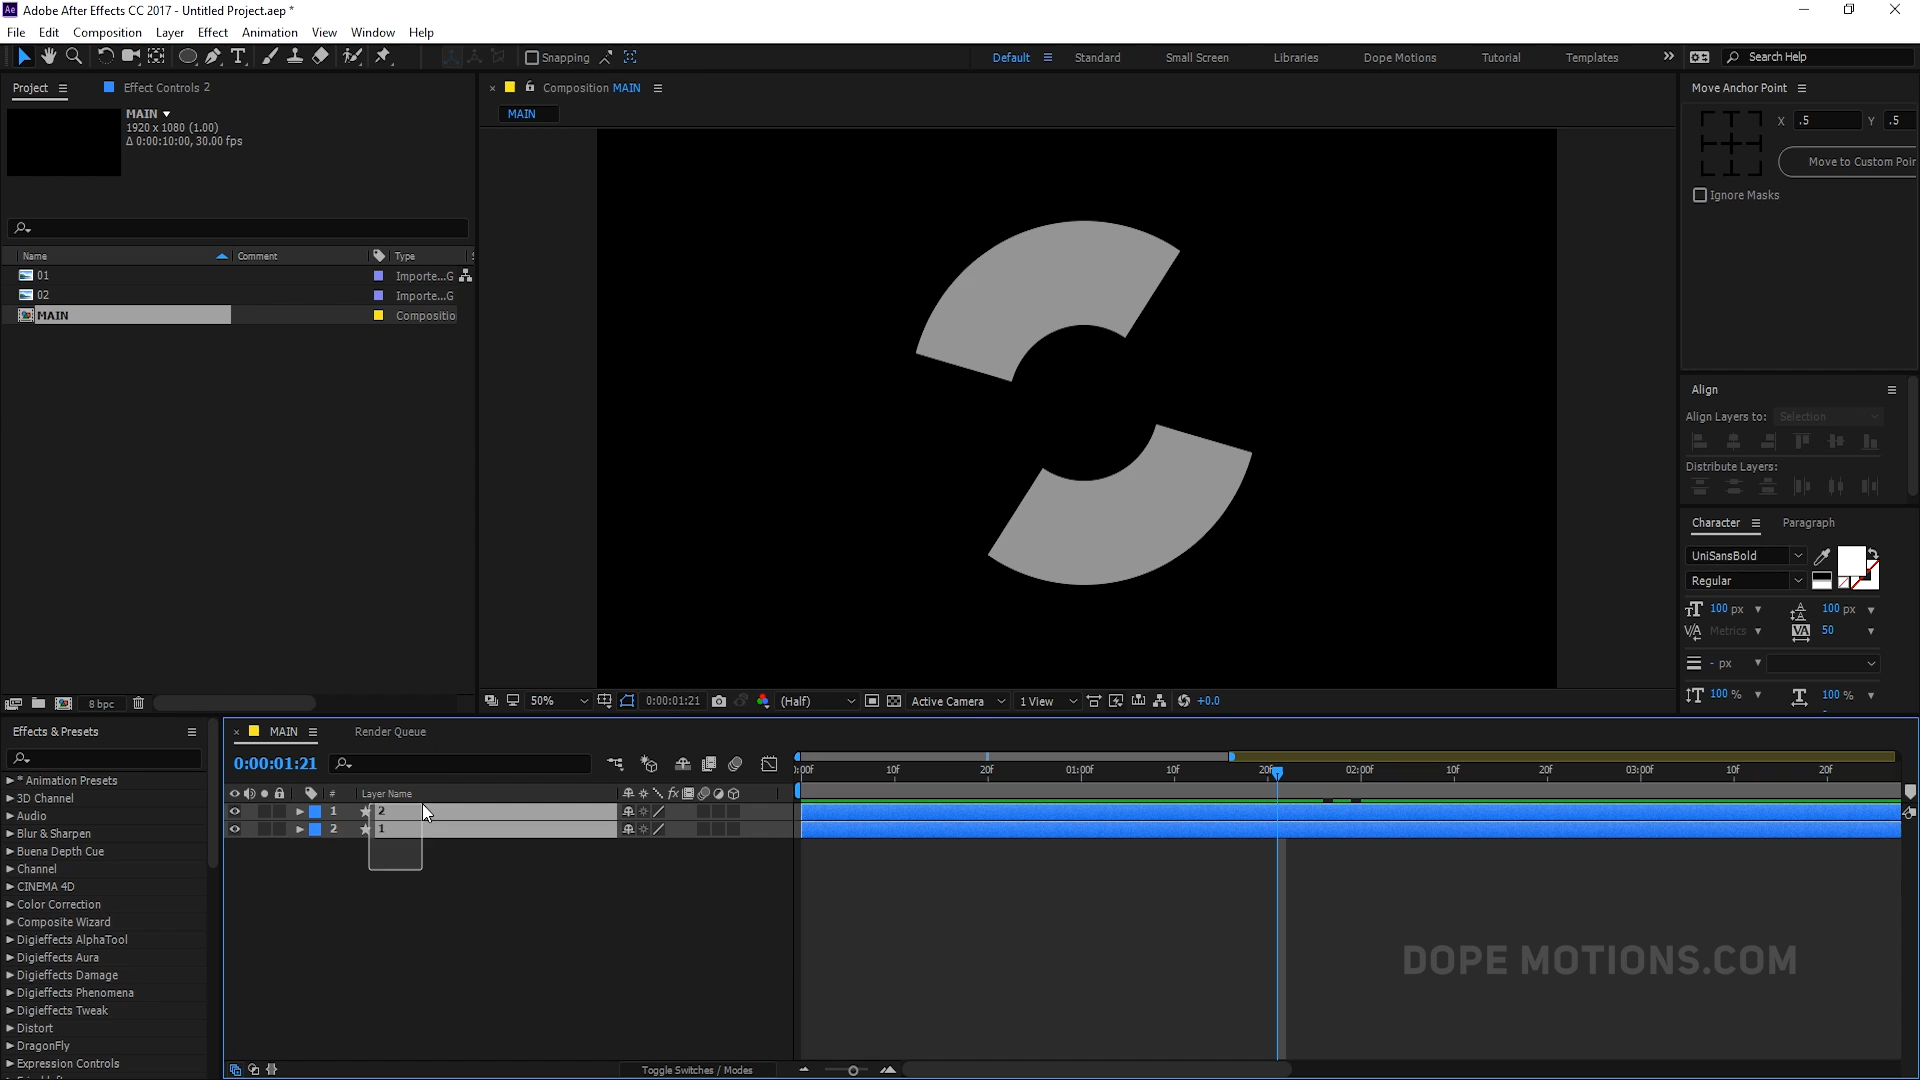 Adobe After Effects CC 2017 - Untitled Project.aep *
File Edit Composition Layer Effect Animation View Window Help
Snapping
Default Standard Small Screen Libraries Dope Motions Tutorial Templates Search Help
Project Effect Controls 2
MAIN
1920 x 1080 (1.00)
Δ 0:00:10:00, 30.00 fps
Name Comment Type
01 Importe...G
02 Importe...G
MAIN Compositio
8 bpc
Composition MAIN
MAIN
50% 0:00:01:21 (Half) Active Camera 1 View +0.0
Move Anchor Point
X .5 Y .5
Move to Custom Poir
Ignore Masks
Align
Align Layers to: Selection
Distribute Layers:
Character Paragraph
UniSansBold
Regular
100 px 100 px
Metrics 50
- px
100 % 100 %
Effects & Presets
* Animation Presets
3D Channel
Audio
Blur & Sharpen
Buena Depth Cue
Channel
CINEMA 4D
Color Correction
Composite Wizard
Digieffects AlphaTool
Digieffects Aura
Digieffects Damage
Digieffects Phenomena
Digieffects Tweak
Distort
DragonFly
Expression Controls
MAIN Render Queue
0:00:01:21
:00f 10f 20f 01:00f 10f 20f 02:00f 10f 20f 03:00f 10f 20f
# Layer Name
1 2
2 1
Toggle Switches / Modes
DOPE MOTIONS.COM